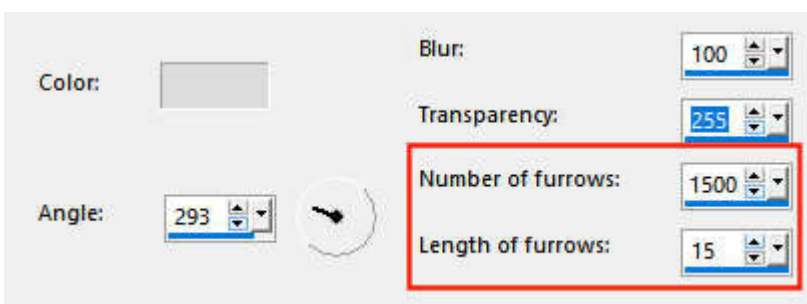 Blur: 100
Color:
Transparency: 255
Number of furrows: 1500
Angle: 293
Length of furrows: 15